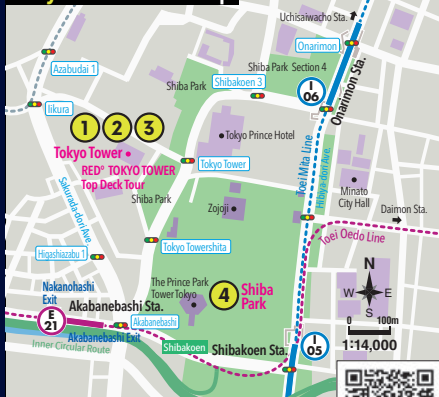 Uchisaiwacho Sta.
Onarimon
Azabudai 1
Shiba Park Section 4
Shibakoen 3
Shiba Park
I
06
Onarimon Sta.
Iikura
1 2 3
Tokyo Prince Hotel
Tokyo Tower
RED° TOKYO TOWER
Top Deck Tour
Tokyo Tower
Toei Mita Line
Hibiya-dori Ave.
Minato
City Hall
Sakurada-dori Ave.
Shiba Park
Zojoji
Daimon Sta.
Toei Oedo Line
Tokyo Towershita
Higashiazabu 1
N
W E
S
Nakanohashi
Exit
The Prince Park
Tower Tokyo
4
Shiba
Park
Akabanebashi Sta.
E
21
Akabanebashi
Akabanebashi Exit
0 100m
1:14,000
Inner Circular Route
Shibakoen
Shibakoen Sta.
I
05